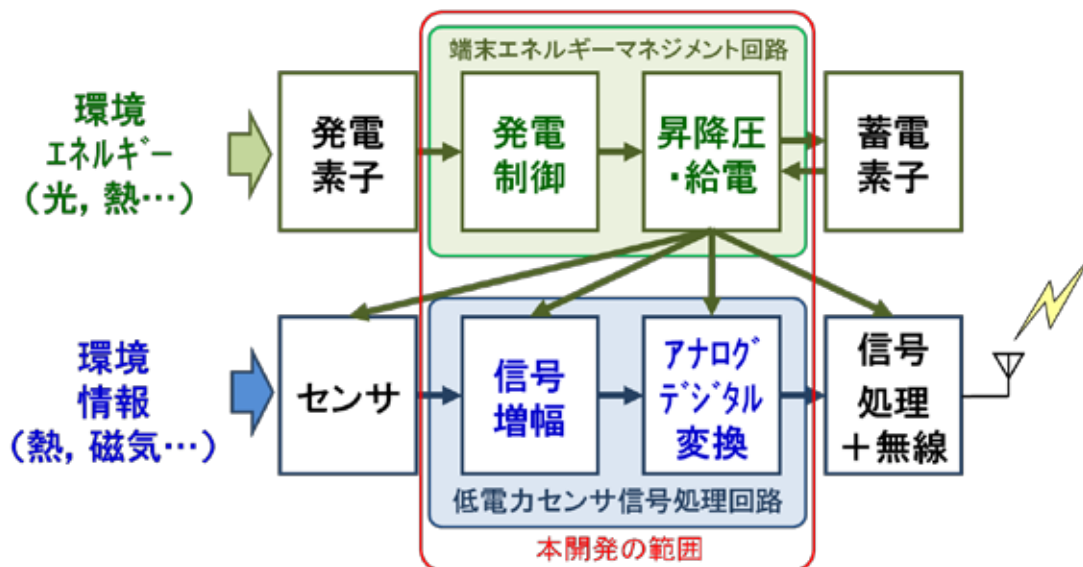 端末エネルギーマネジメント回路
環境
エネルギー
(光, 熱…)
発電
素子
発電
制御
昇降圧
・給電
蓄電
素子
環境
情報
(熱, 磁気…)
センサ
信号
増幅
アナログ
デジタル
変換
信号
処理
＋無線
低電力センサ信号処理回路
本開発の範囲